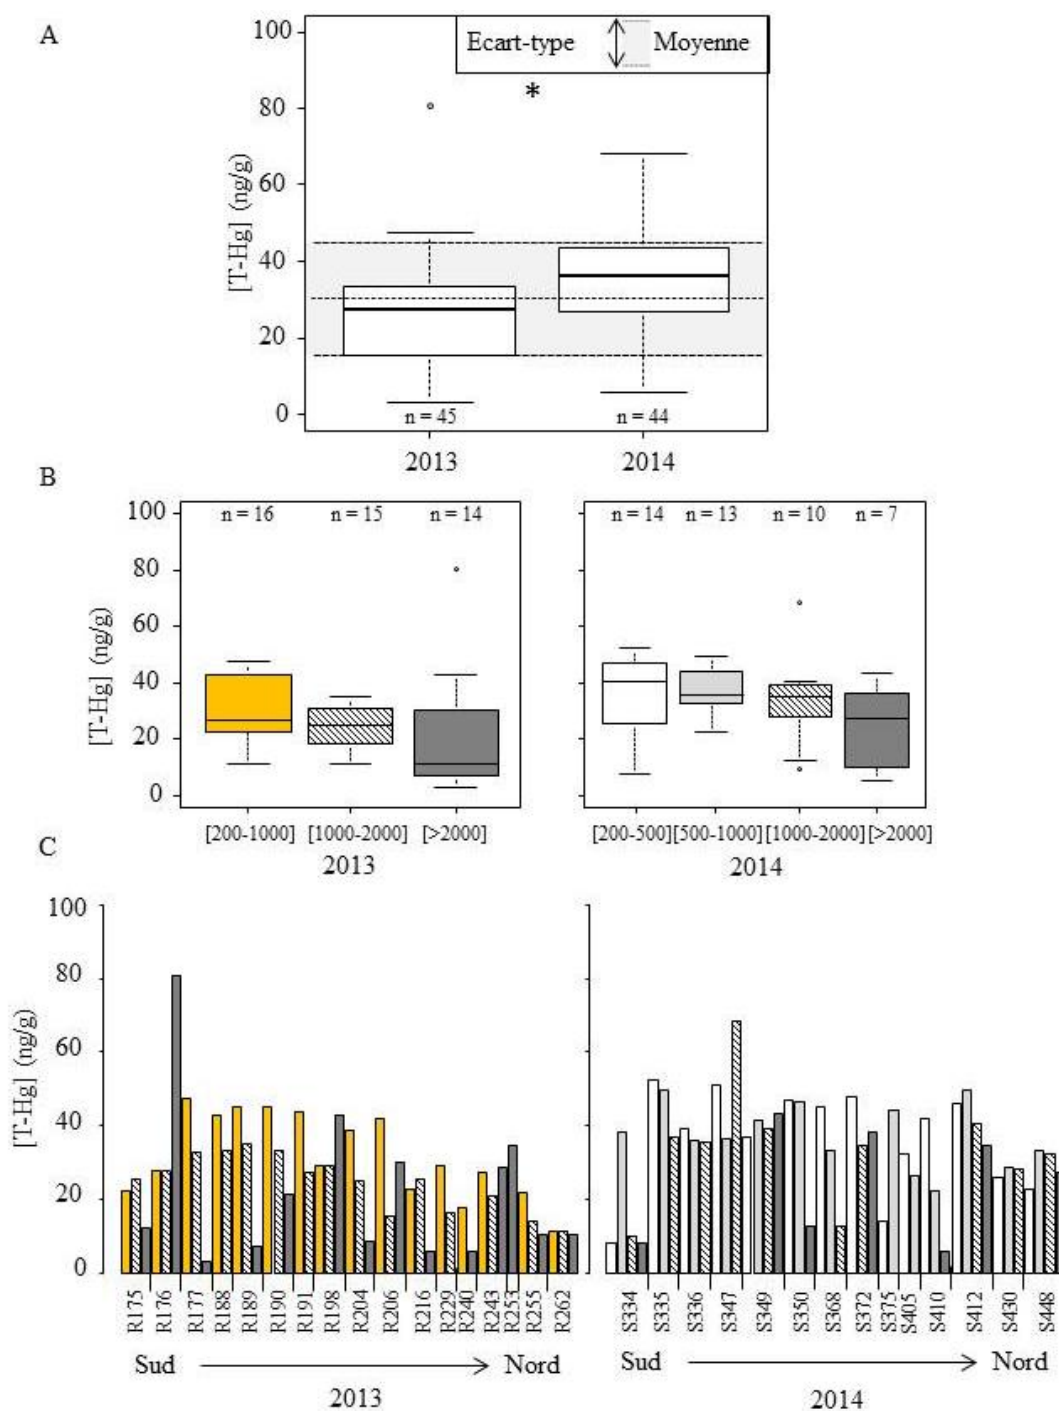 A
100
Ecart-type
Moyenne
*
80
60
40
20
0
[T-Hg] (ng/g)
n = 45
n = 44
2013
2014
B
100
80
60
40
20
0
[T-Hg] (ng/g)
n = 16
n = 15
n = 14
n = 14
n = 13
n = 10
n = 7
[200-1000]
[1000-2000]
[>2000]
[200-500]
[500-1000]
[1000-2000]
[>2000]
2013
2014
C
100
80
60
40
20
0
[T-Hg] (ng/g)
R175
R176
R177
R188
R189
R190
R191
R198
R204
R206
R216
R229
R240
R243
R253
R255
R262
S334
S335
S336
S347
S349
S350
S368
S372
S375
S405
S410
S412
S430
S448
Sud
Nord
Sud
Nord
2013
2014